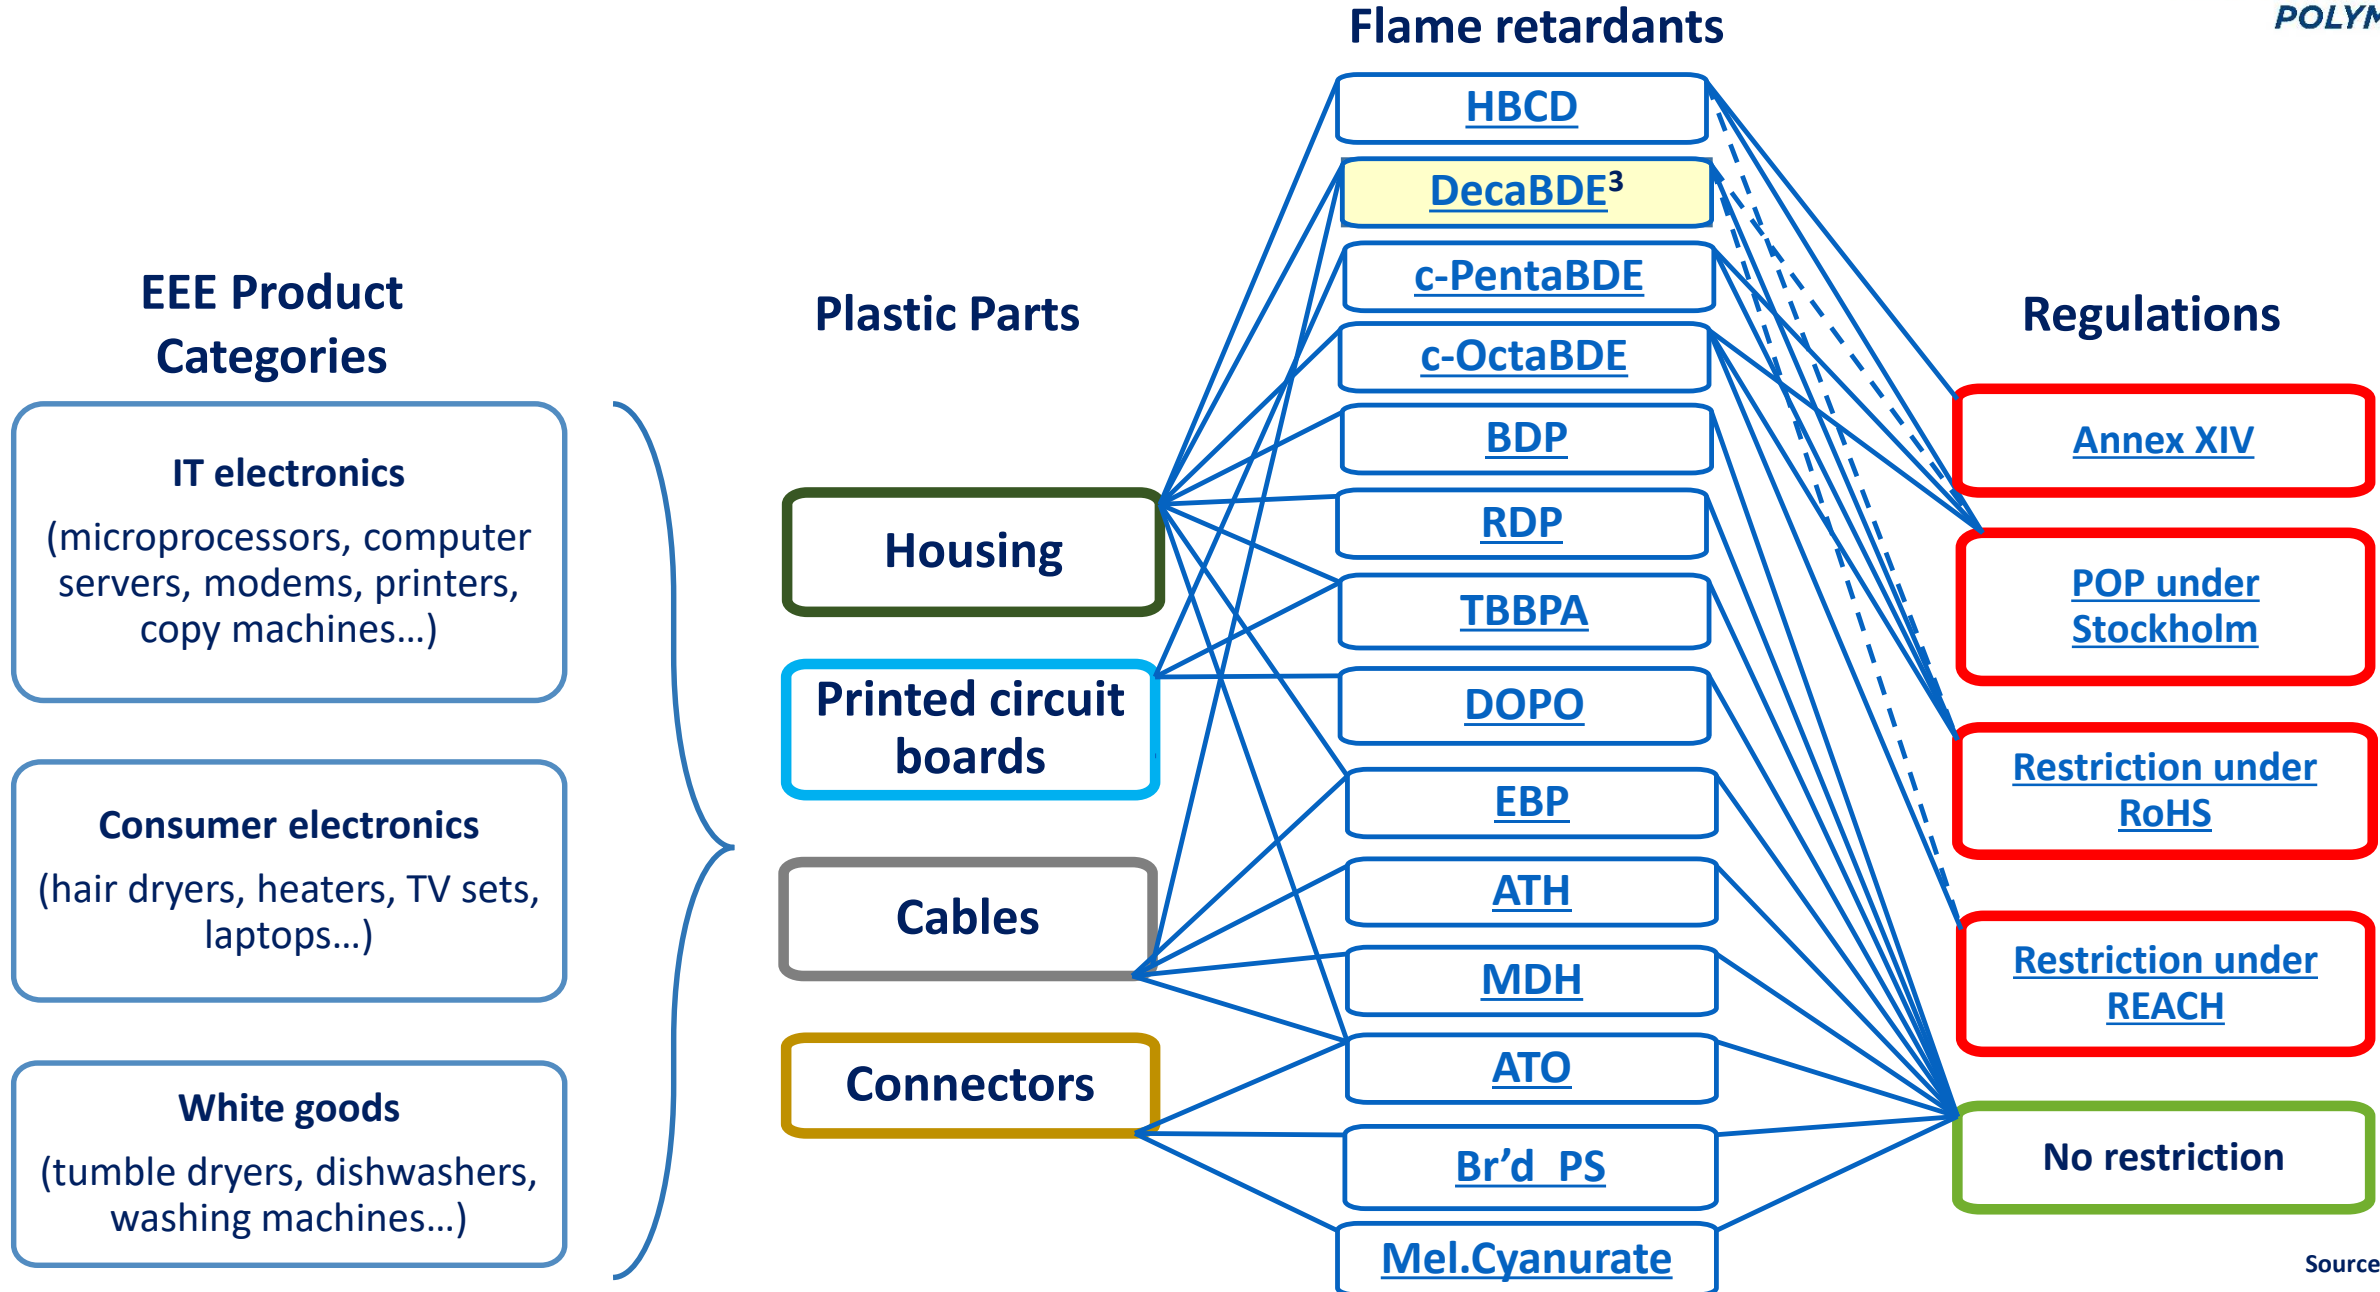 Flame retardants
POLYM
HBCD
DecaBDE³
c-PentaBDE
c-OctaBDE
BDP
RDP
TBBPA
DOPO
EBP
ATH
MDH
ATO
Br’d PS
Mel.Cyanurate
EEE Product
Categories
IT electronics
(microprocessors, computer
servers, modems, printers,
copy machines...)
Consumer electronics
(hair dryers, heaters, TV sets,
laptops...)
White goods
(tumble dryers, dishwashers,
washing machines...)
Plastic Parts
Housing
Printed circuit
boards
Cables
Connectors
Regulations
Annex XIV
POP under
Stockholm
Restriction under
RoHS
Restriction under
REACH
No restriction
Source